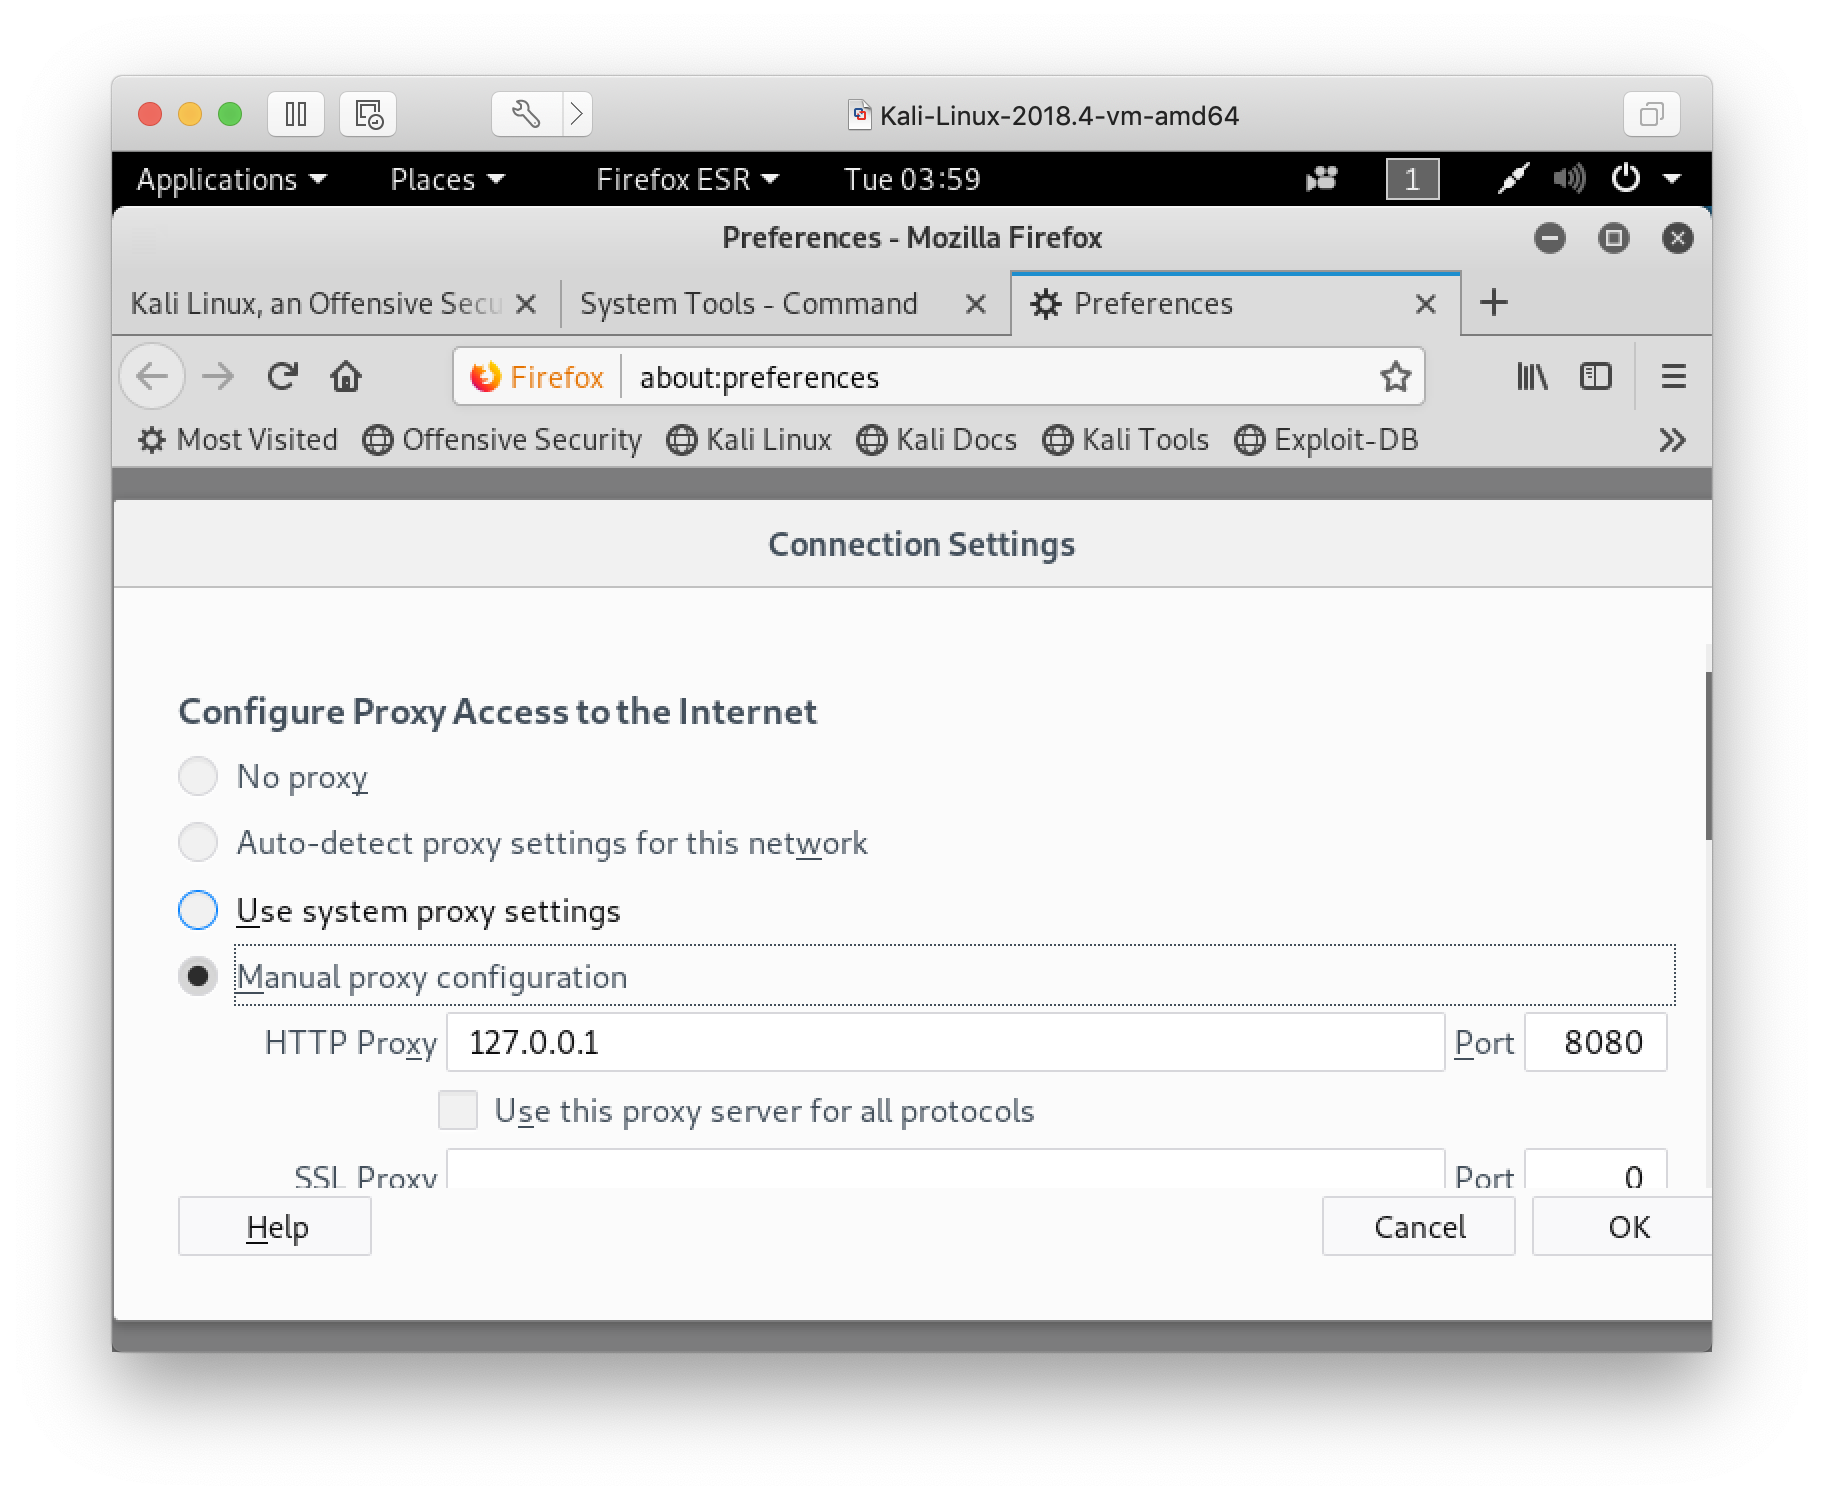 Kali-Linux-2018.4-vm-amd64
Applications Places Firefox ESR Tue 03:59 1
Preferences - Mozilla Firefox
Kali Linux, an Offensive Secu System Tools - Command Preferences
Firefox about:preferences
Most Visited Offensive Security Kali Linux Kali Docs Kali Tools Exploit-DB
Connection Settings
Configure Proxy Access to the Internet
No proxy
Auto-detect proxy settings for this network
Use system proxy settings
Manual proxy configuration
HTTP Proxy 127.0.0.1 Port 8080
Use this proxy server for all protocols
SSL Proxy Port 0
Help Cancel OK